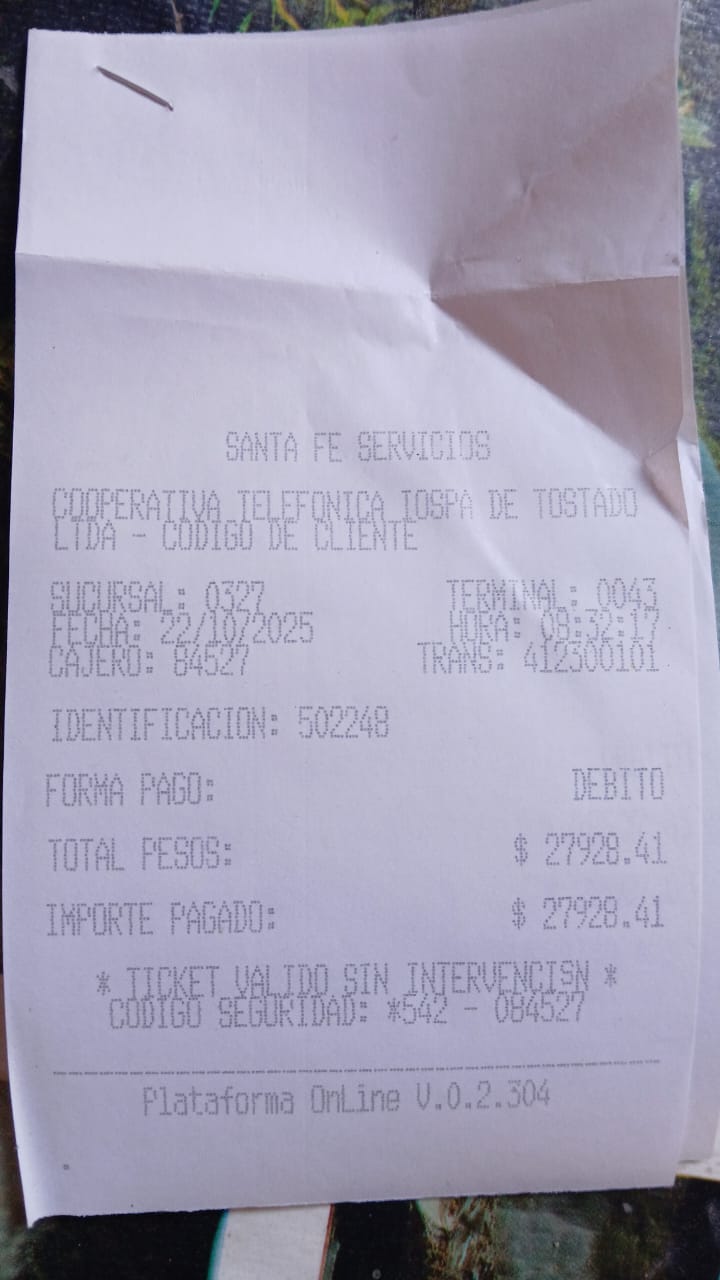 SANTA FE SERVICIOS
COOPERATIVA TELEFONICA IOSPA DE TOSTADO
LTDA - CODIGO DE CLIENTE
SUCURSAL: 0327 TERMINAL: 0043
FECHA: 22/10/2025 HORA: 08:32:17
CAJERO: 84527 TRANS: 412300101
IDENTIFICACION: 502248
FORMA PAGO: DEBITO
TOTAL PESOS: $ 27928.41
IMPORTE PAGADO: $ 27928.41
* TICKET VALIDO SIN INTERVENCISN *
CODIGO SEGURIDAD: *542 - 084527
Plataforma OnLine V.0.2.304